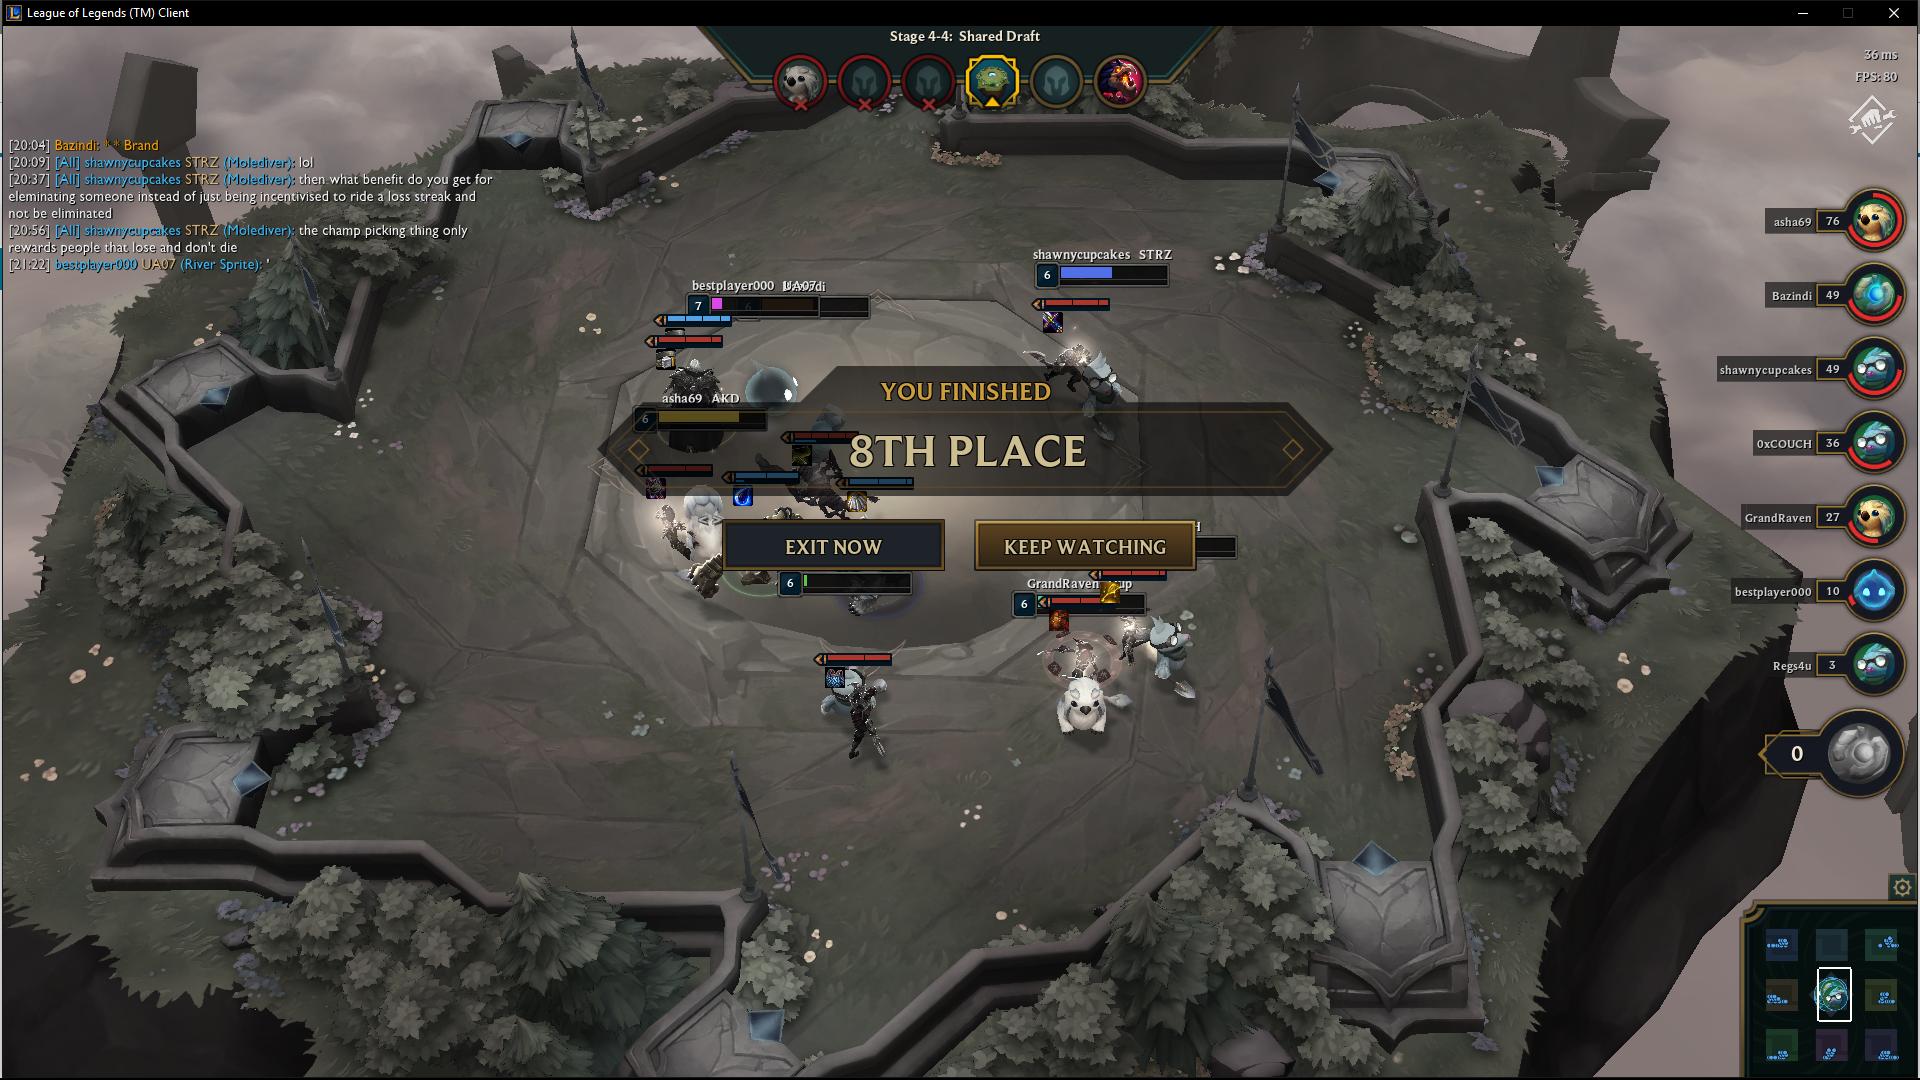 League of Legends (TM) Client
Stage 4-4: Shared Draft
36 ms
FPS: 80
[20:04] Bazindi: * * Brand
[20:09] [All] shawnycupcakes STRZ (Molediver): lol
[20:37] [All] shawnycupcakes STRZ (Molediver): then what benefit do you get for
eleminating someone instead of just being incentivised to ride a loss streak and
not be eliminated
[20:56] [All] shawnycupcakes STRZ (Molediver): the champ picking thing only
rewards people that lose and don't die
[21:22] bestplayer000 UA07 (River Sprite): '
asha69 76
Bazindi 49
shawnycupcakes 49
0xCOUCH 36
GrandRaven 27
bestplayer000 10
Regs4u 3
0
shawnycupcakes STRZ
6
bestplayer000 UA07
7 6
asha69 AKD
6
YOU FINISHED
8TH PLACE
EXIT NOW
KEEP WATCHING
H
6
GrandRaven
6